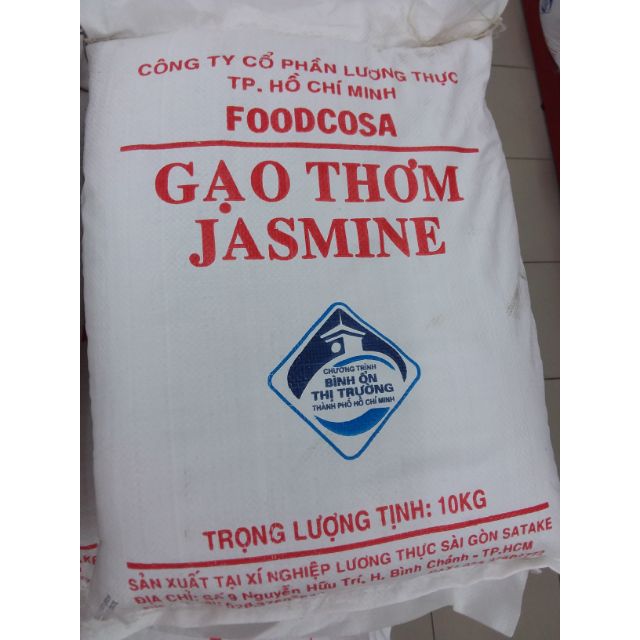 CÔNG TY CỔ PHẦN LƯƠNG THỰC
TP. HỒ CHÍ MINH
FOODCOSA
GẠO THƠM
JASMINE
CHƯƠNG TRÌNH
BÌNH ỔN
THỊ TRƯỜNG
THÀNH PHỐ HỒ CHÍ MINH
TRỌNG LƯỢNG TỊNH: 10KG
SẢN XUẤT TẠI XÍ NGHIỆP LƯƠNG THỰC SÀI GÒN SATAKE
ĐỊA CHỈ: Nguyễn Hữu Trí, H. Bình Chánh - TP.HCM